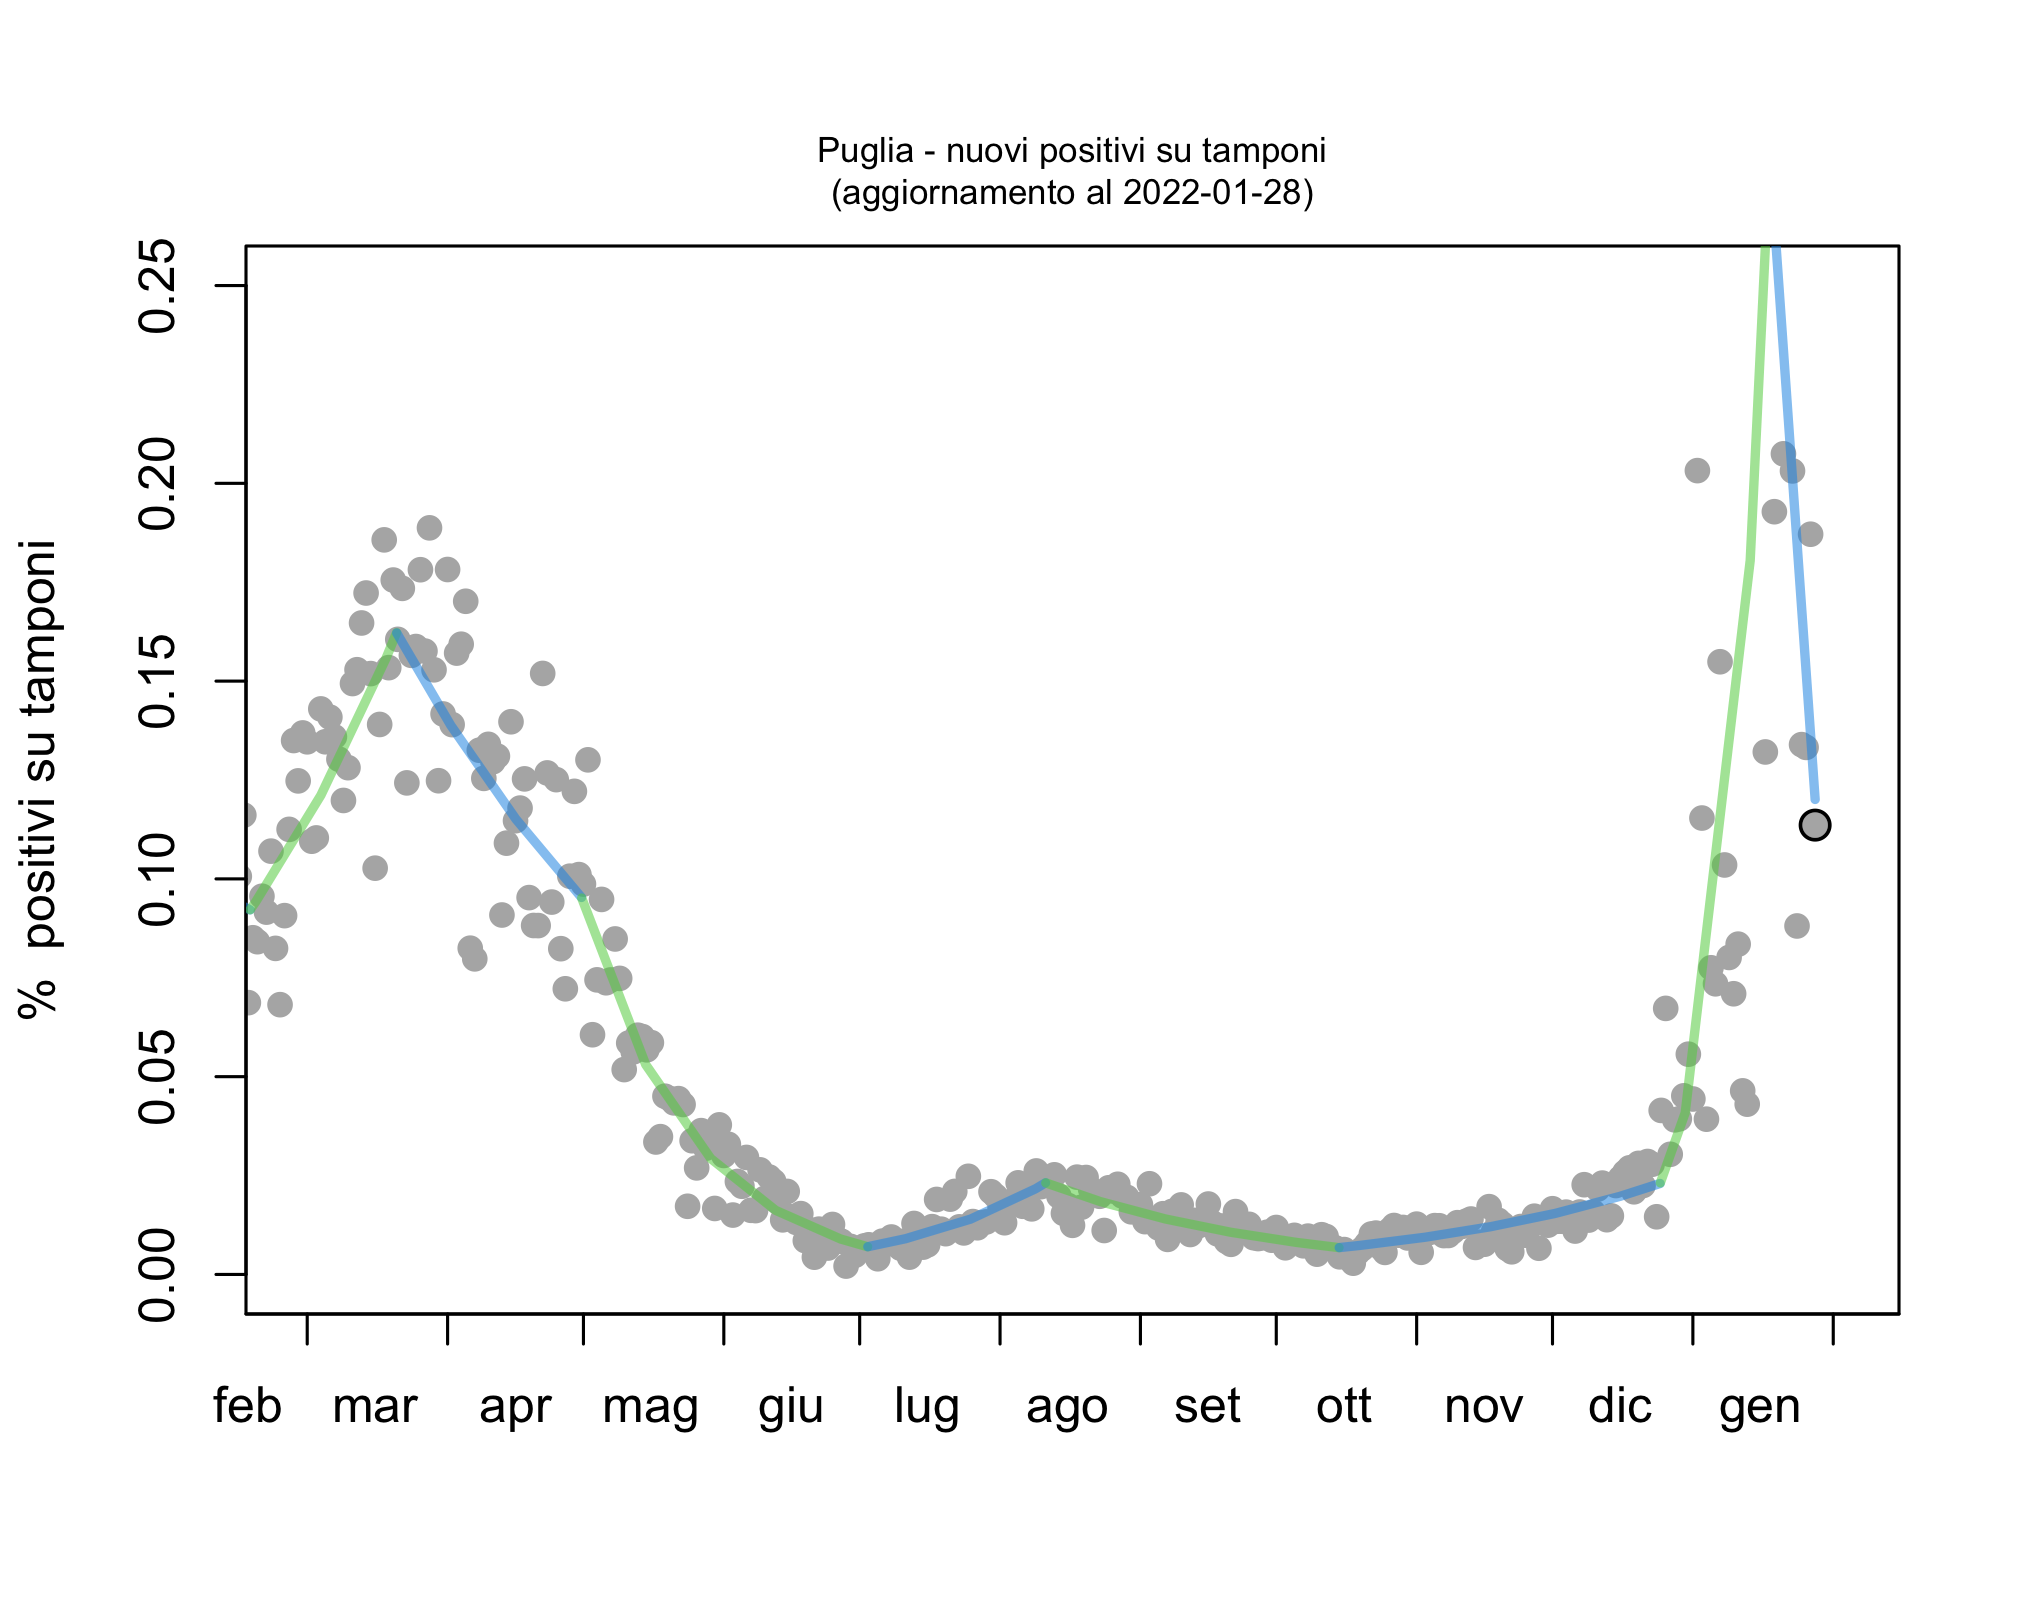 Puglia - nuovi positivi su tamponi
(aggiornamento al 2022-01-28)
% positivi su tamponi
0.25
0.20
0.15
0.10
0.05
0.00
feb mar apr mag giu lug ago set ott nov dic gen